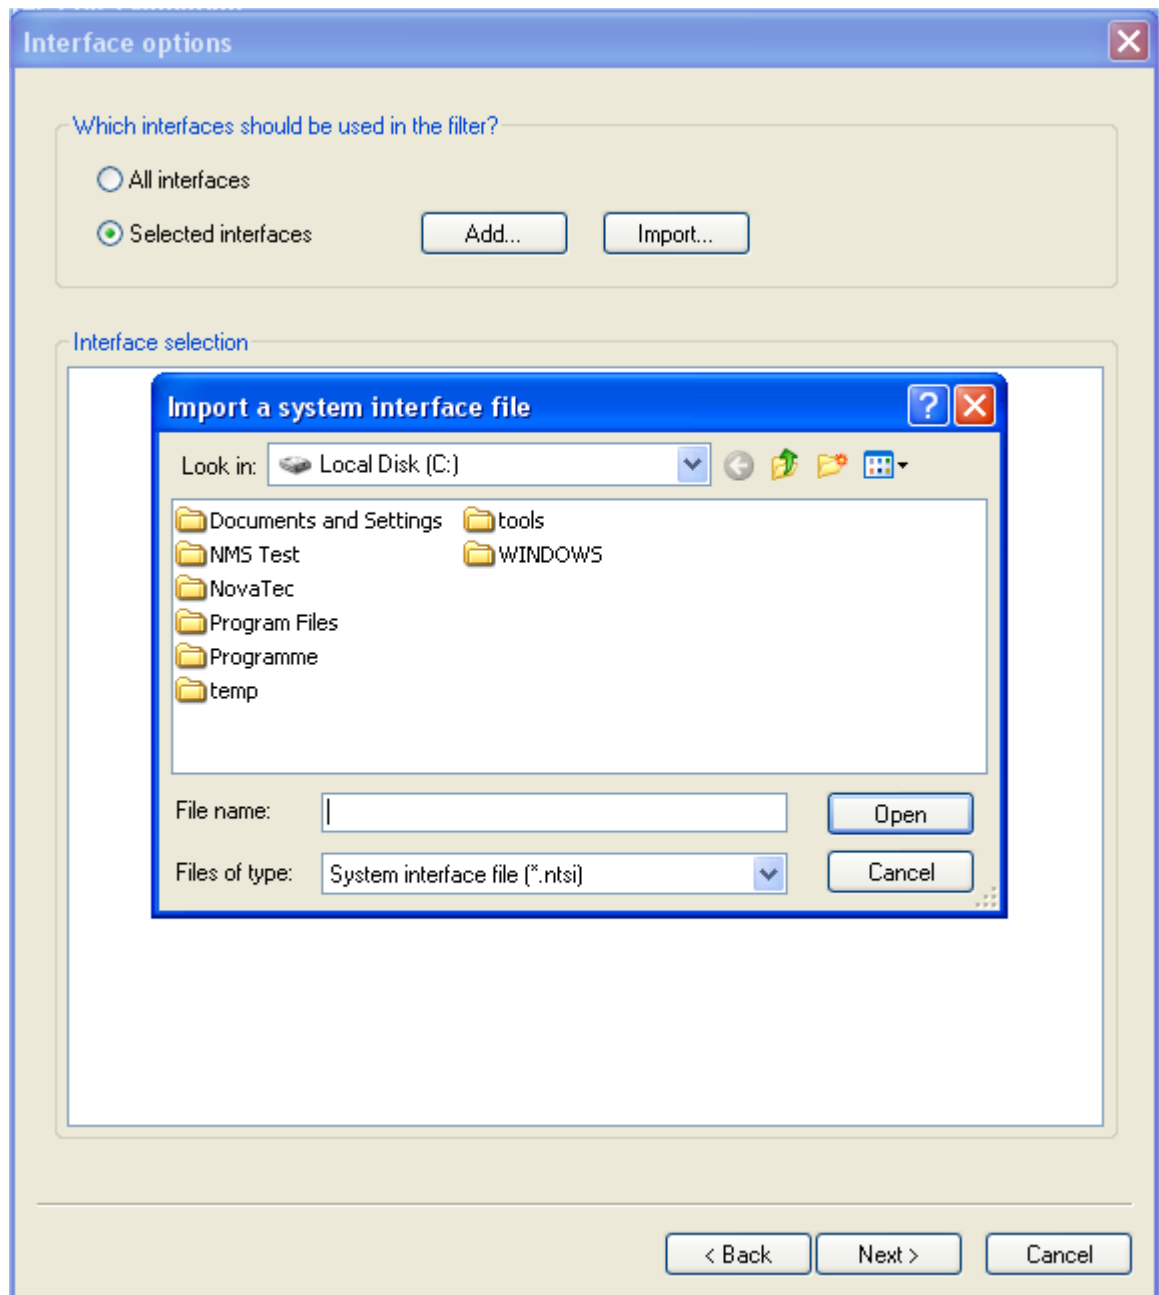 Interface options
Which interfaces should be used in the filter?
All interfaces
Selected interfaces Add... Import...
Interface selection
Import a system interface file
Look in: Local Disk (C:)
Documents and Settings tools
NMS Test WINDOWS
NovaTec
Program Files
Programme
temp
File name: Open
Files of type: System interface file (*.ntsi) Cancel
< Back Next > Cancel